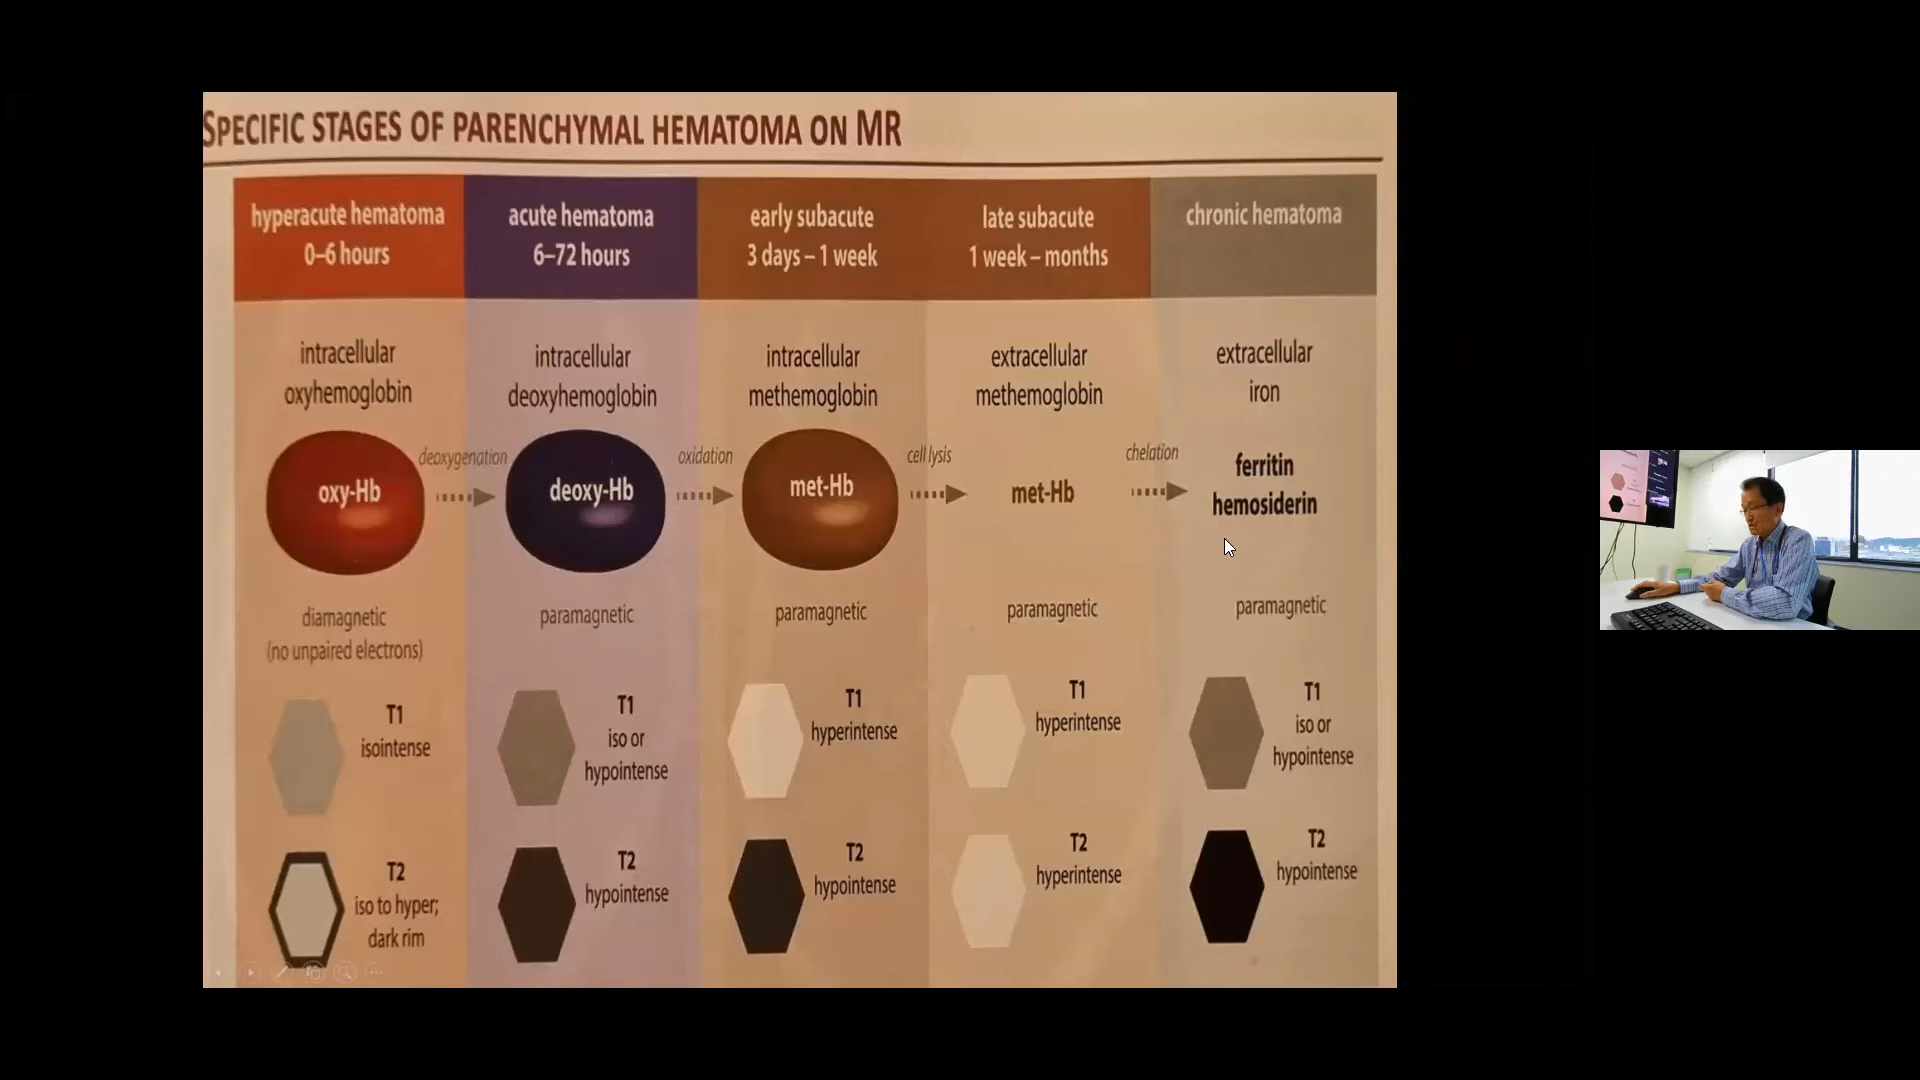 SPECIFIC STAGES OF PARENCHYMAL HEMATOMA ON MR
hyperacute hematoma
0–6 hours
acute hematoma
6–72 hours
early subacute
3 days – 1 week
late subacute
1 week – months
chronic hematoma
intracellular
oxyhemoglobin
intracellular
deoxyhemoglobin
intracellular
methemoglobin
extracellular
methemoglobin
extracellular
iron
oxy-Hb
deoxygenation
deoxy-Hb
oxidation
met-Hb
cell lysis
met-Hb
chelation
ferritin
hemosiderin
diamagnetic
(no unpaired electrons)
paramagnetic
paramagnetic
paramagnetic
paramagnetic
T1
isointense
T1
iso or
hypointense
T1
hyperintense
T1
hyperintense
T1
iso or
hypointense
T2
iso to hyper;
dark rim
T2
hypointense
T2
hypointense
T2
hyperintense
T2
hypointense